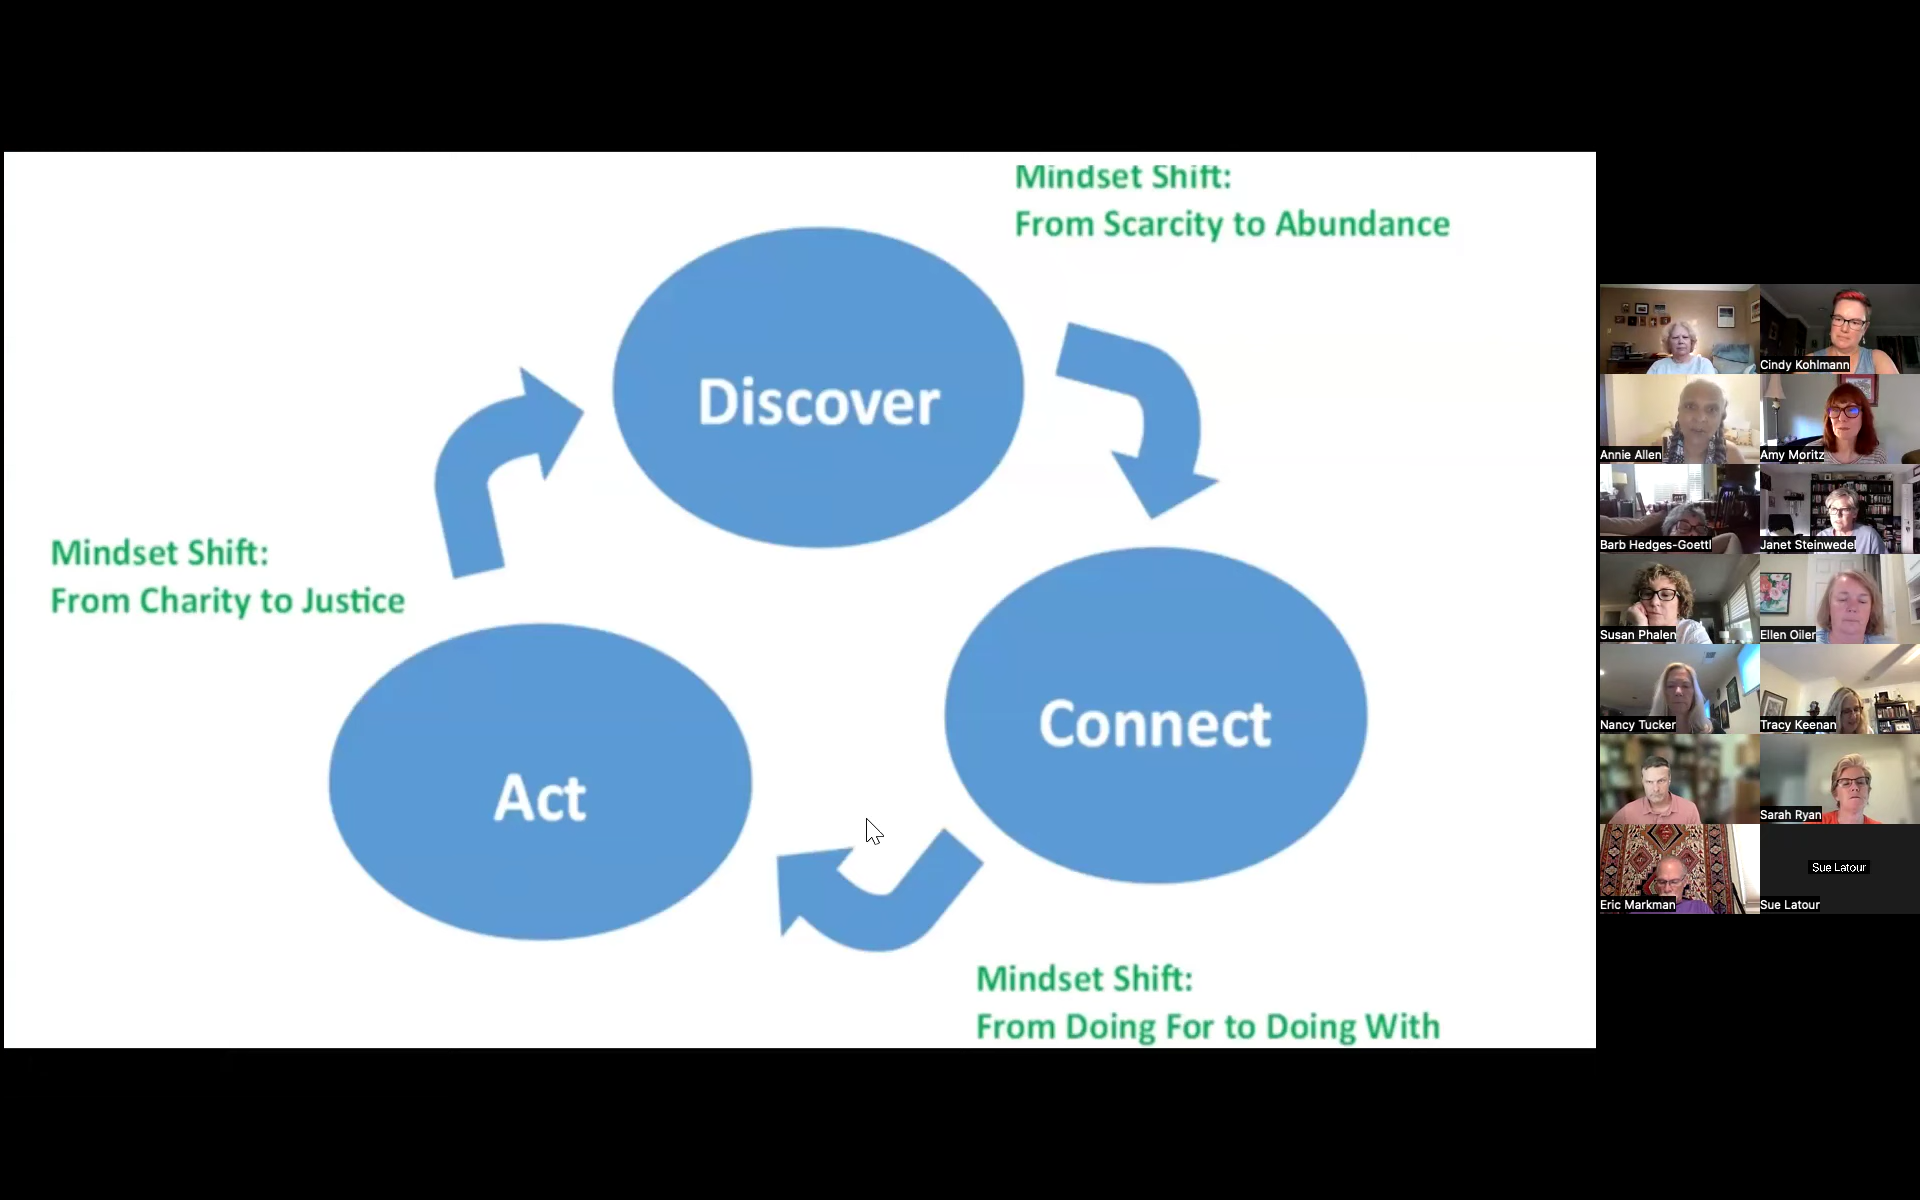 Mindset Shift:
From Scarcity to Abundance
Discover
Mindset Shift:
From Charity to Justice
Connect
Act
Mindset Shift:
From Doing For to Doing With
Cindy Kohlmann
Annie Allen
Amy Moritz
Barb Hedges-Goettl
Janet Steinwedel
Susan Phalen
Ellen Oiler
Nancy Tucker
Tracy Keenan
Sarah Ryan
Sue Latour
Eric Markman
Sue Latour